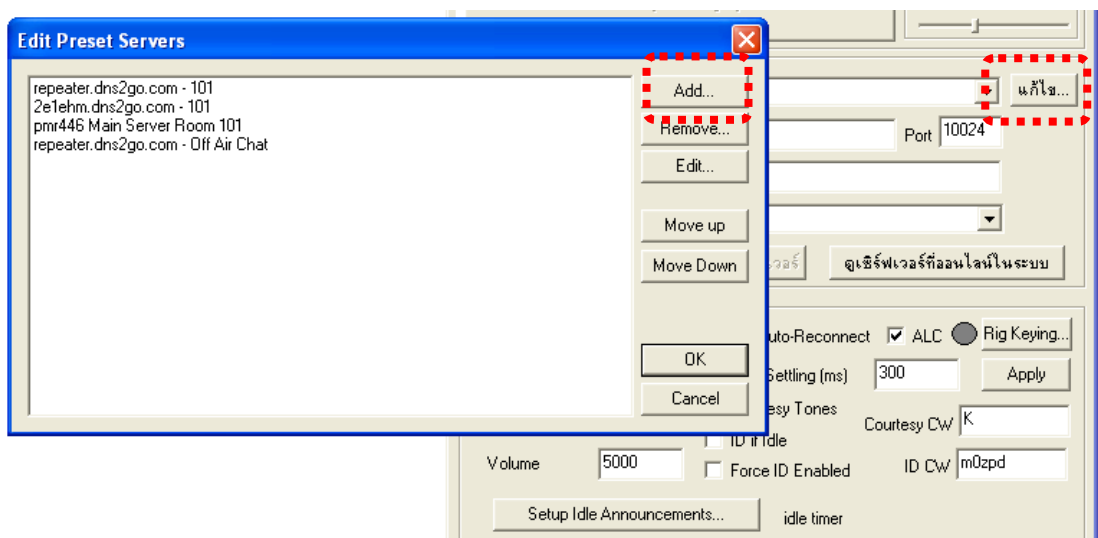 Edit Preset Servers
repeater.dns2go.com - 101
2e1ehm.dns2go.com - 101
pmr446 Main Server Room 101
repeater.dns2go.com - Off Air Chat
Add...
Remove...
Edit...
Move up
Move Down
OK
Cancel
แก้ไข...
Port 10024
ดูเซิร์ฟเวอร์ที่ออนไลน์ในระบบ
uto-Reconnect ALC Rig Keying...
Settling (ms) 300 Apply
esy Tones
Courtesy CW K
ID if Idle
Volume 5000 Force ID Enabled ID CW m0zpd
Setup Idle Announcements... idle timer